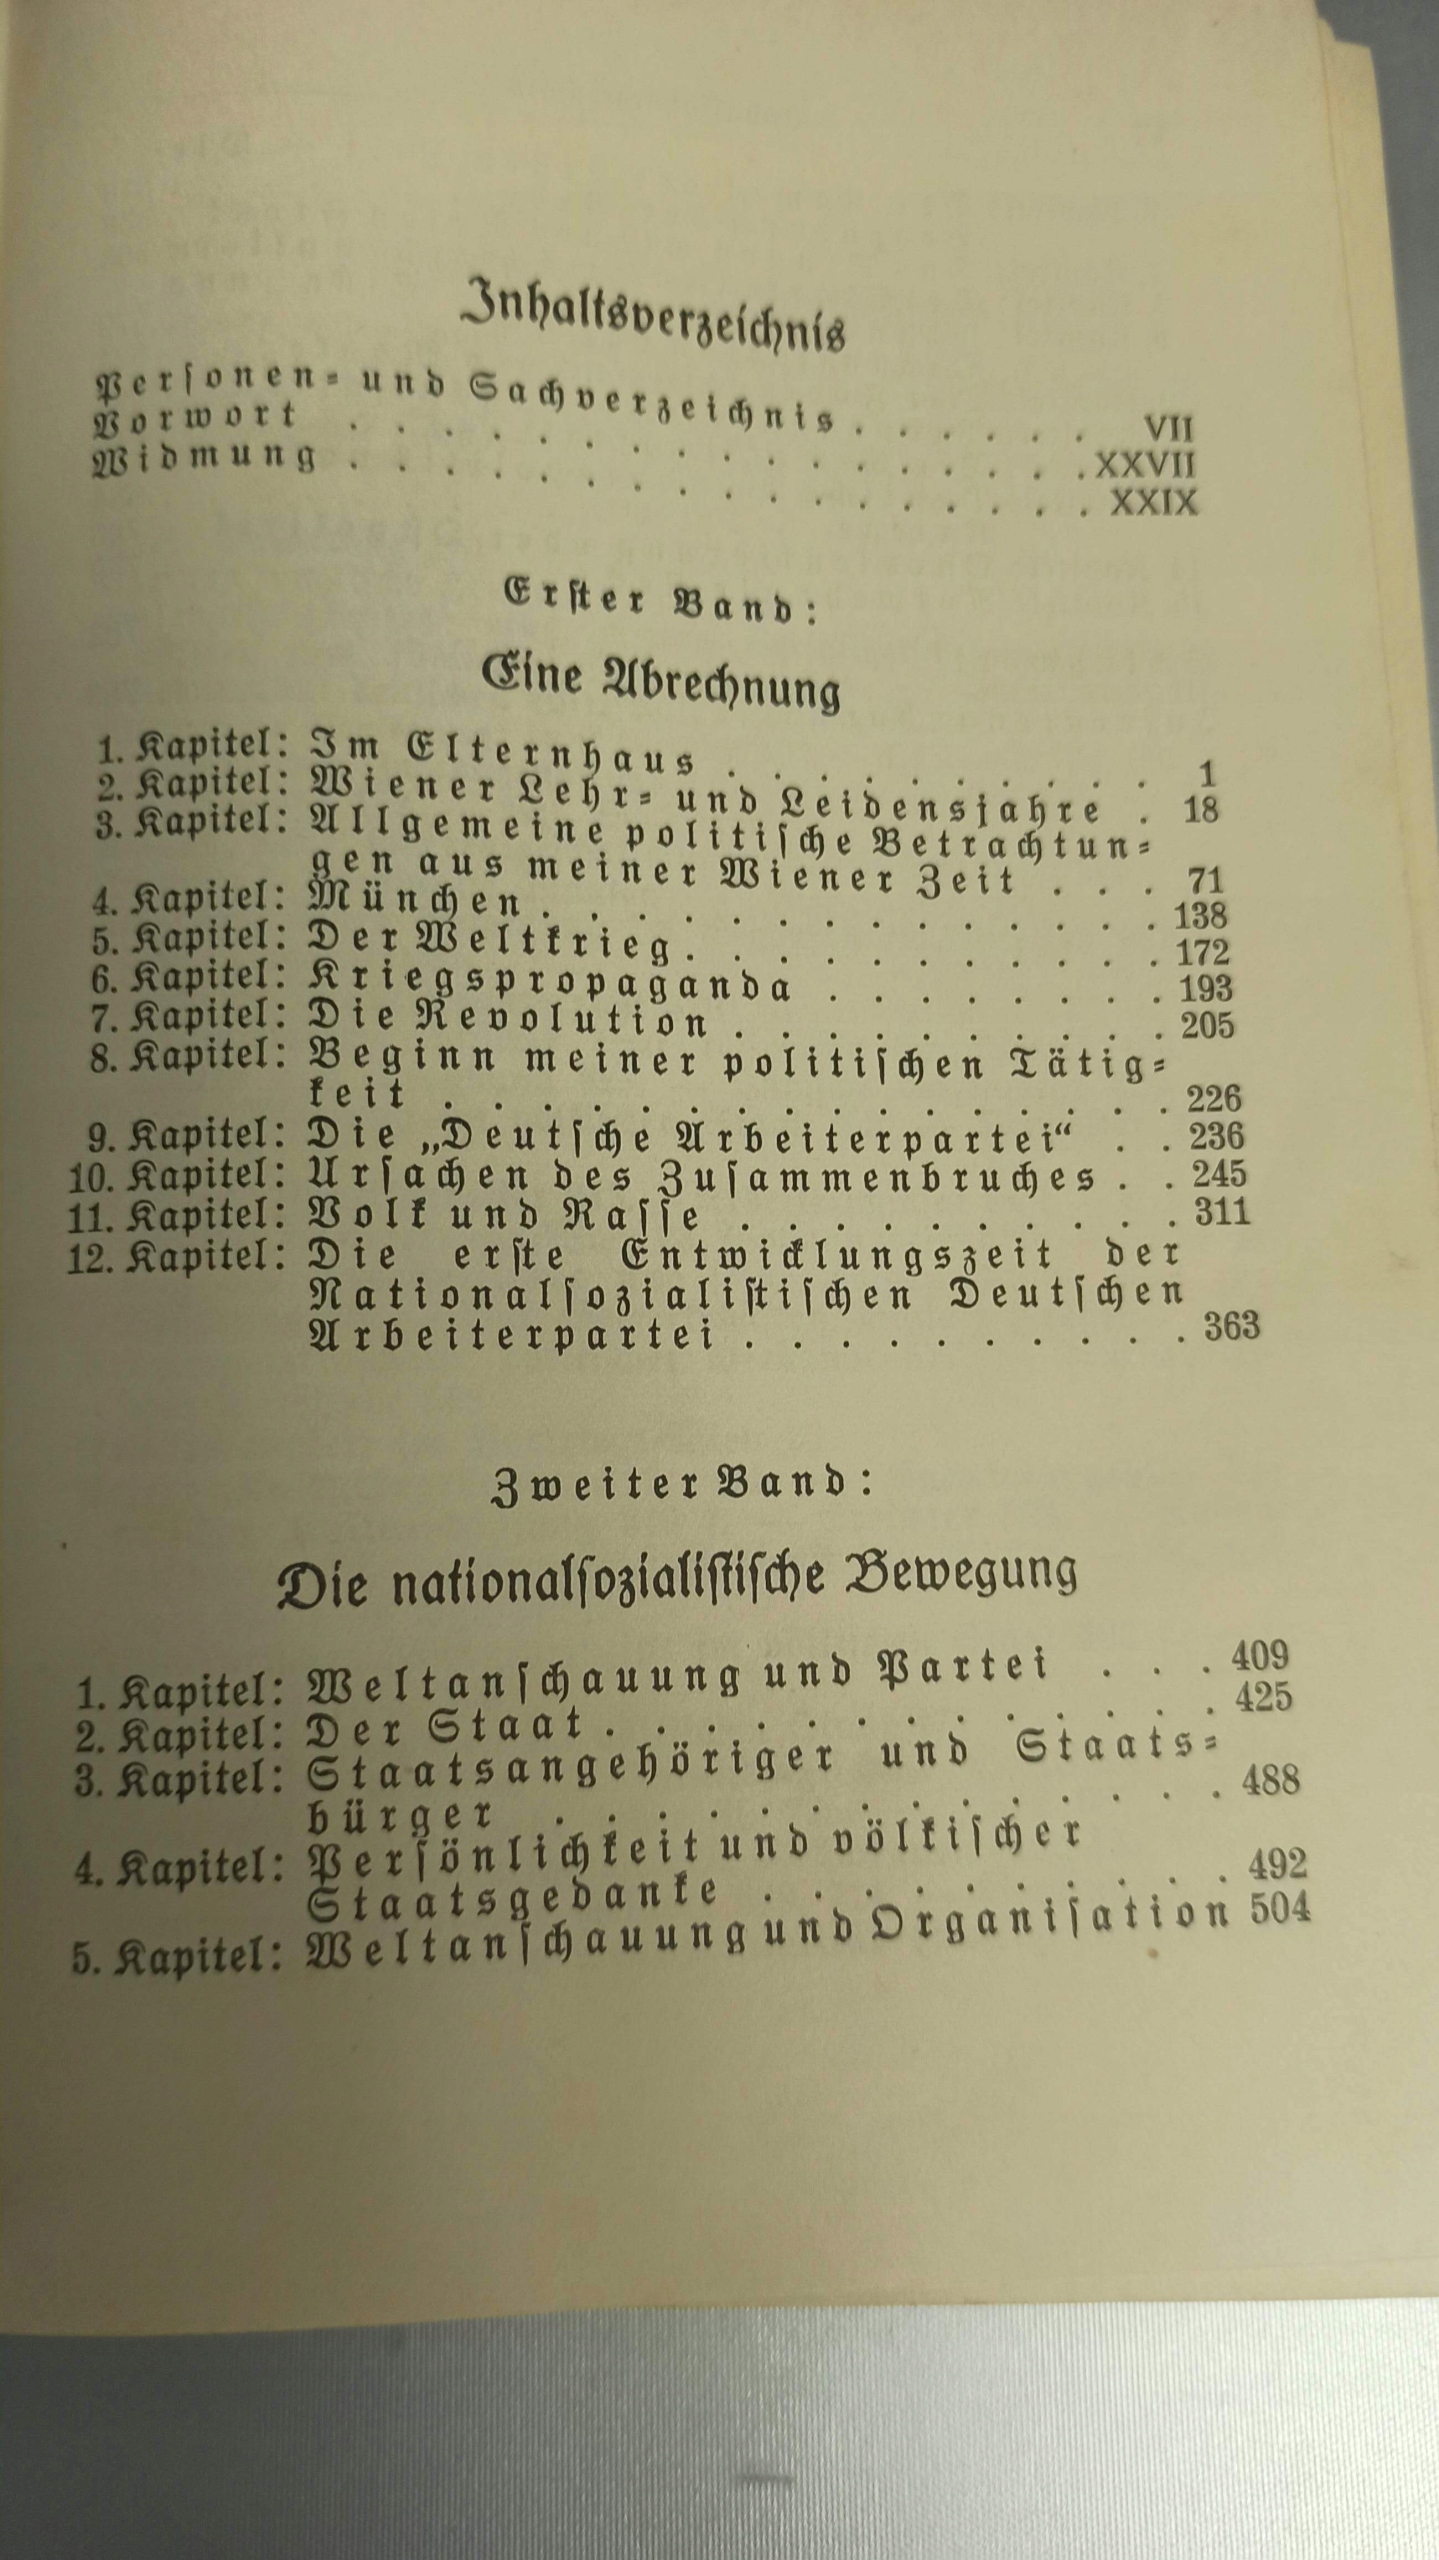 Inhaltsverzeichnis
Perſonen- und Sachverzeichnis . . . . . . VII
Vorwort . . . . . . . . . . . . . . . . . XXVII
Widmung . . . . . . . . . . . . . . . . . XXIX
Erſter Band:
Eine Abrechnung
1. Kapitel: Im Elternhaus . . . . . . . . . . 1
2. Kapitel: Wiener Lehr- und Leidensjahre . 18
3. Kapitel: Allgemeine politiſche Betrachtun-
gen aus meiner Wiener Zeit . . . 71
4. Kapitel: München . . . . . . . . . . . . . . 138
5. Kapitel: Der Weltkrieg . . . . . . . . . . . 172
6. Kapitel: Kriegspropaganda . . . . . . . . 193
7. Kapitel: Die Revolution . . . . . . . . . . 205
8. Kapitel: Beginn meiner politiſchen Tätig-
keit . . . . . . . . . . . . . . . . 226
9. Kapitel: Die „Deutſche Arbeiterpartei“ . . 236
10. Kapitel: Urſachen des Zuſammenbruches . . 245
11. Kapitel: Volk und Raſſe . . . . . . . . . . 311
12. Kapitel: Die erſte Entwicklungszeit der
Nationalſozialiſtiſchen Deutſchen
Arbeiterpartei . . . . . . . . . . 363
Zweiter Band:
Die nationalſozialiſtiſche Bewegung
1. Kapitel: Weltanſchauung und Partei . . . 409
2. Kapitel: Der Staat . . . . . . . . . . . . . 425
3. Kapitel: Staatsangehöriger und Staats-
bürger . . . . . . . . . . . . . . 488
4. Kapitel: Perſönlichkeit und völkiſcher
Staatsgedanke . . . . . . . . . . 492
5. Kapitel: Weltanſchauung und Organiſation 504